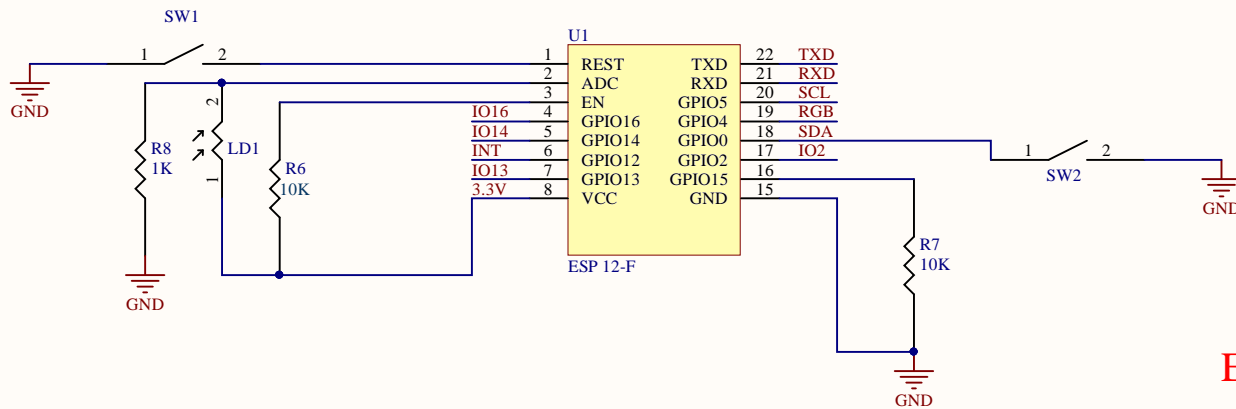 SW1
1 2
GND
U1
1 REST TXD 22 TXD
2 ADC RXD 21 RXD
3 EN GPIO5 20 SCL
IO16 4 GPIO16 GPIO4 19 RGB
IO14 5 GPIO14 GPIO0 18 SDA
INT 6 GPIO12 GPIO2 17 IO2
IO13 7 GPIO13 GPIO15 16
3.3V 8 VCC GND 15
ESP 12-F
2
LD1
1
R8
1K
GND
R6
10K
1 2
SW2
GND
R7
10K
GND
E